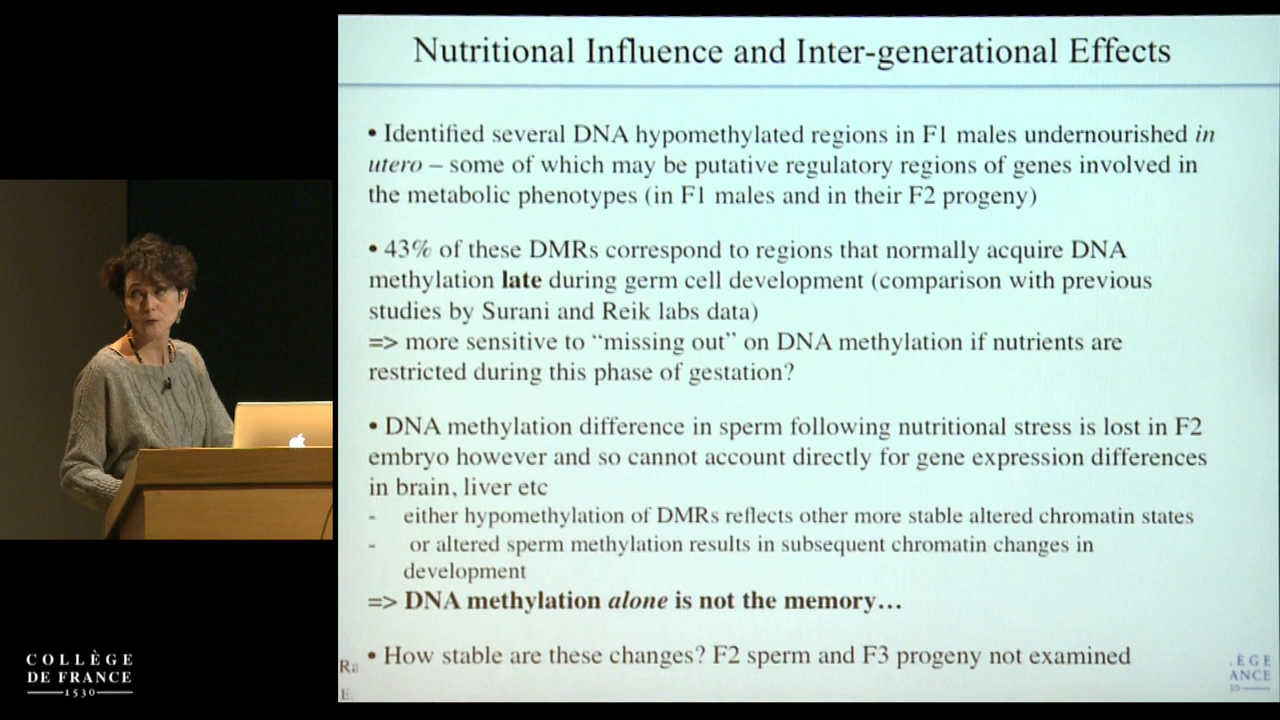 Nutritional Influence and Inter-generational Effects
• Identified several DNA hypomethylated regions in F1 males undernourished in
utero – some of which may be putative regulatory regions of genes involved in
the metabolic phenotypes (in F1 males and in their F2 progeny)
• 43% of these DMRs correspond to regions that normally acquire DNA
methylation late during germ cell development (comparison with previous
studies by Surani and Reik labs data)
=> more sensitive to “missing out” on DNA methylation if nutrients are
restricted during this phase of gestation?
• DNA methylation difference in sperm following nutritional stress is lost in F2
embryo however and so cannot account directly for gene expression differences
in brain, liver etc
- either hypomethylation of DMRs reflects other more stable altered chromatin states
- or altered sperm methylation results in subsequent chromatin changes in
development
=> DNA methylation alone is not the memory…
• How stable are these changes? F2 sperm and F3 progeny not examined
E.
COLLÈGE
DE FRANCE
1530
ÈGE
ANCE